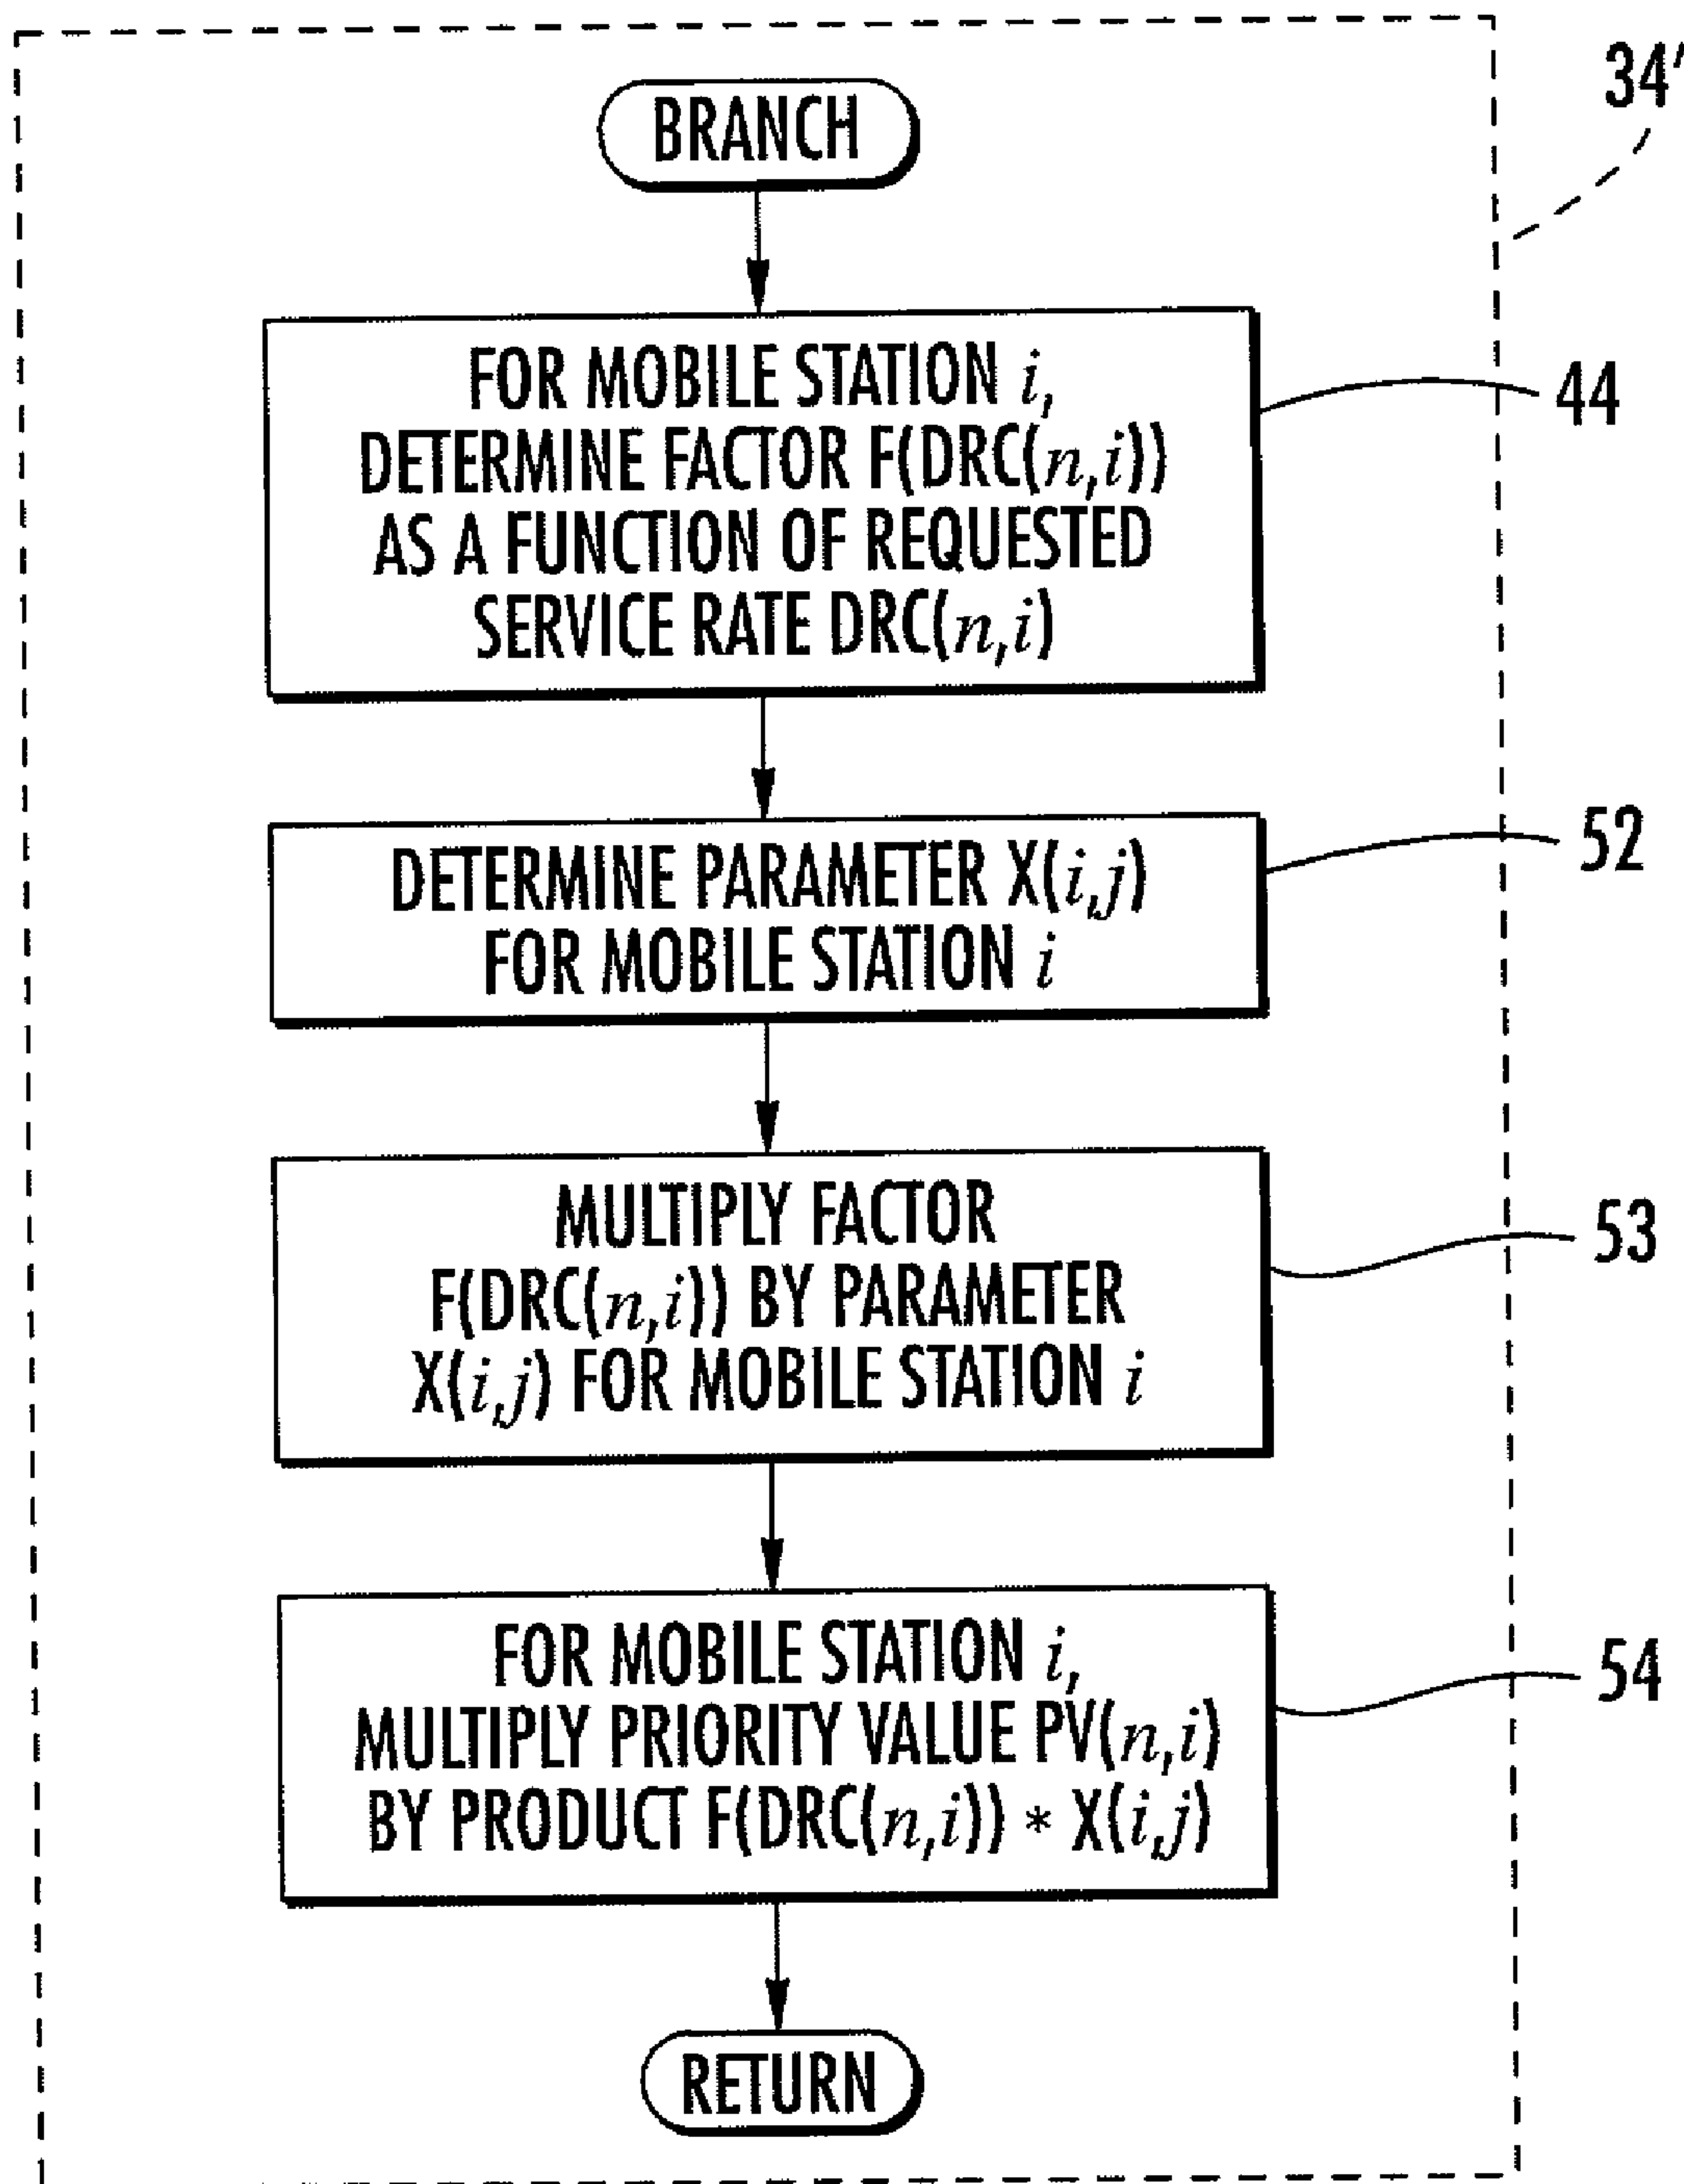 BRANCH
34'
FOR MOBILE STATION i,
DETERMINE FACTOR F(DRC(n,i))
AS A FUNCTION OF REQUESTED
SERVICE RATE DRC(n,i)
44
DETERMINE PARAMETER X(i,j)
FOR MOBILE STATION i
52
MULTIPLY FACTOR
F(DRC(n,i)) BY PARAMETER
X(i,j) FOR MOBILE STATION i
53
FOR MOBILE STATION i,
MULTIPLY PRIORITY VALUE PV(n,i)
BY PRODUCT F(DRC(n,i)) * X(i,j)
54
RETURN